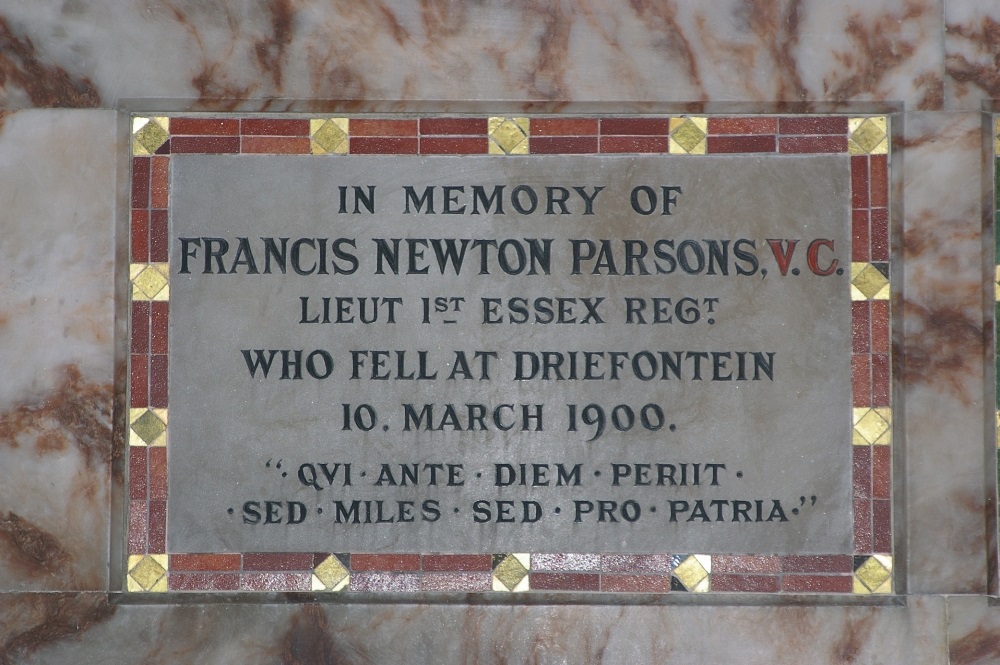 IN MEMORY OF
FRANCIS NEWTON PARSONS, V.C.
LIEUT 1ST ESSEX REGT.
WHO FELL AT DRIEFONTEIN
10. MARCH 1900.
"· QVI · ANTE · DIEM · PERIIT ·
· SED · MILES · SED · PRO · PATRIA ·"